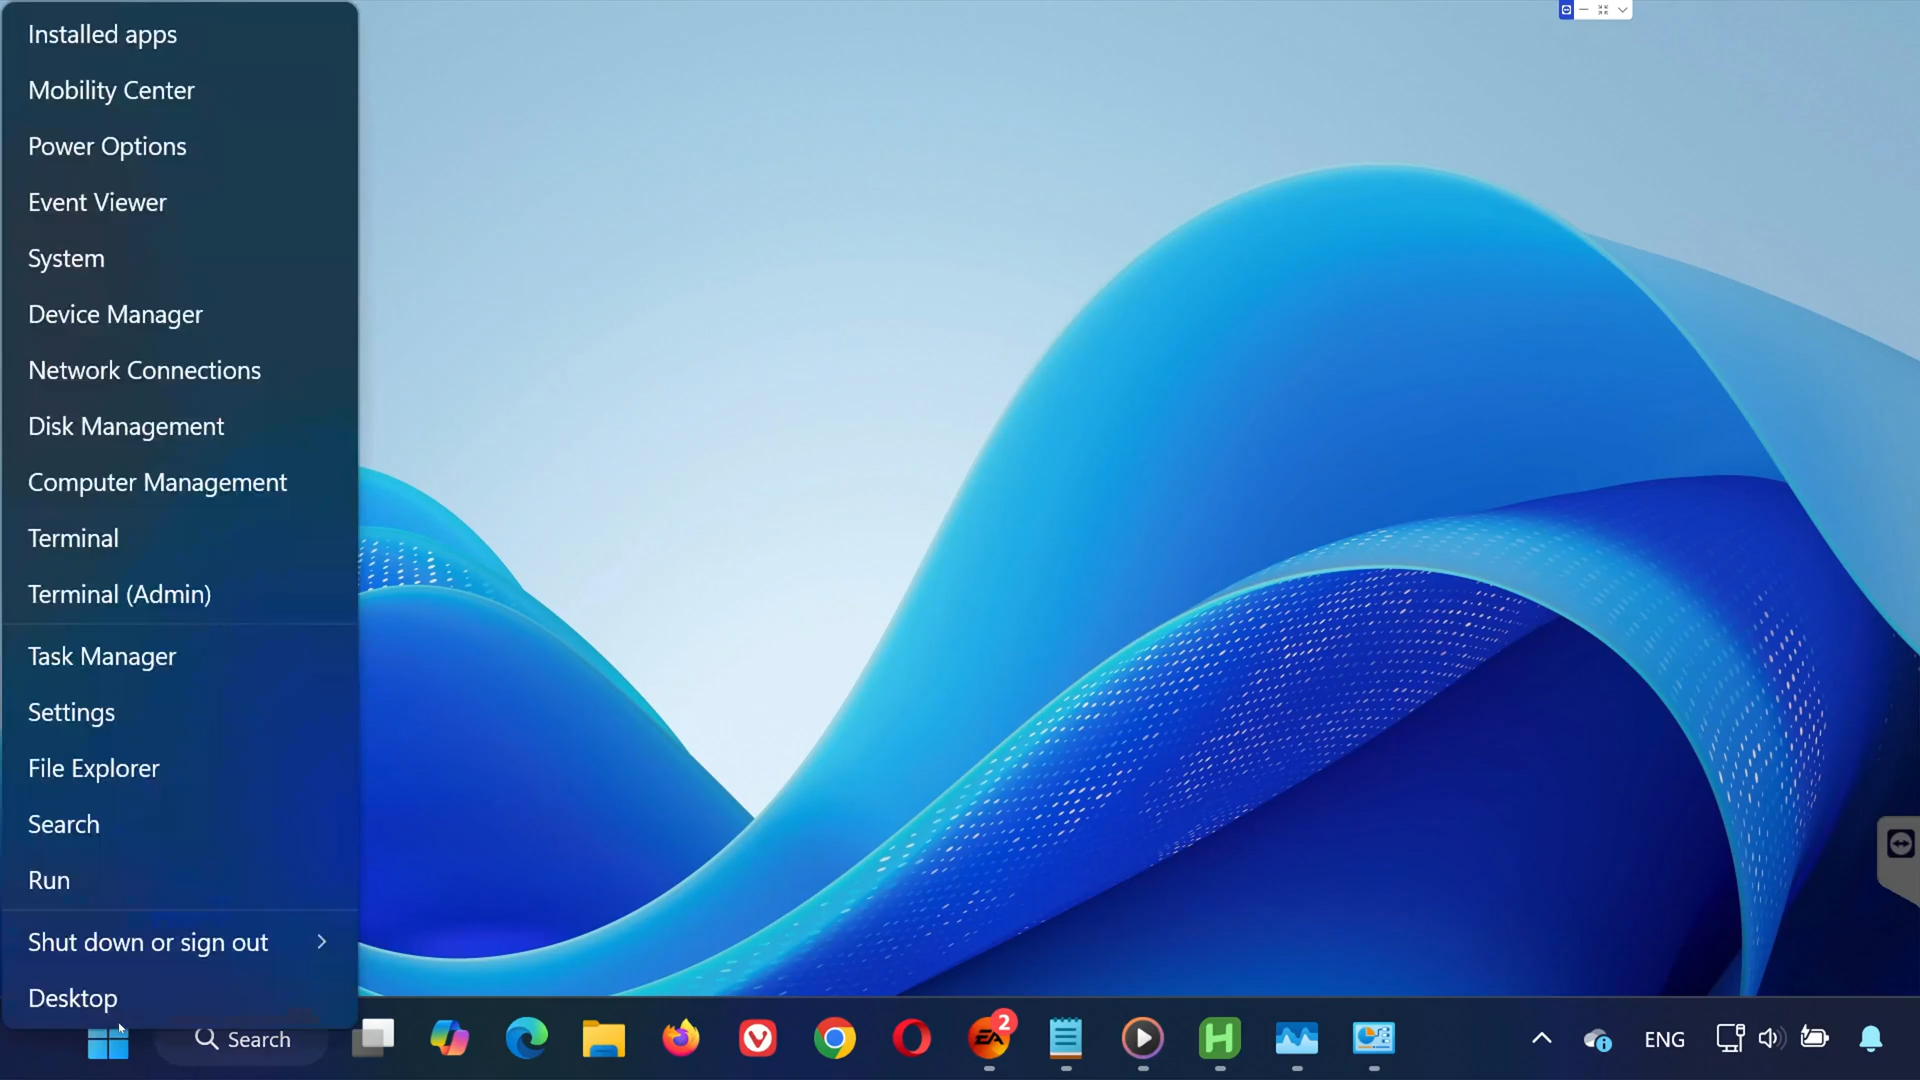 Installed apps
Mobility Center
Power Options
Event Viewer
System
Device Manager
Network Connections
Disk Management
Computer Management
Terminal
Terminal (Admin)
Task Manager
Settings
File Explorer
Search
Run
Shut down or sign out
Desktop
Search
EA
2
H
ENG